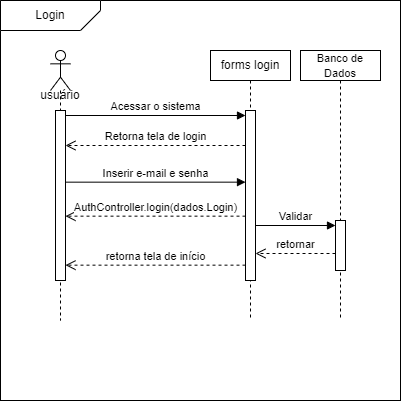 Login
forms login
Banco de
Dados
usuário
Acessar o sistema
Retorna tela de login
Inserir e-mail e senha
AuthController.login(dados.Login)
Validar
retornar
retorna tela de início